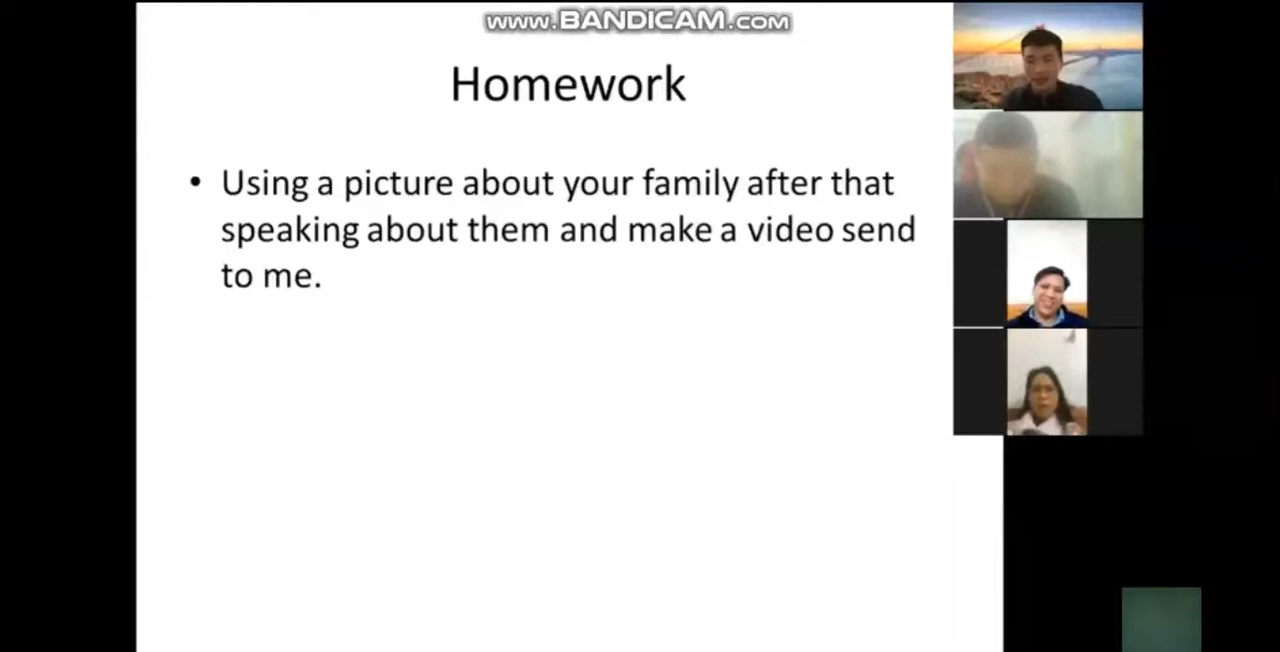 www.BANDICAM.com
Homework
• Using a picture about your family after that
speaking about them and make a video send
to me.